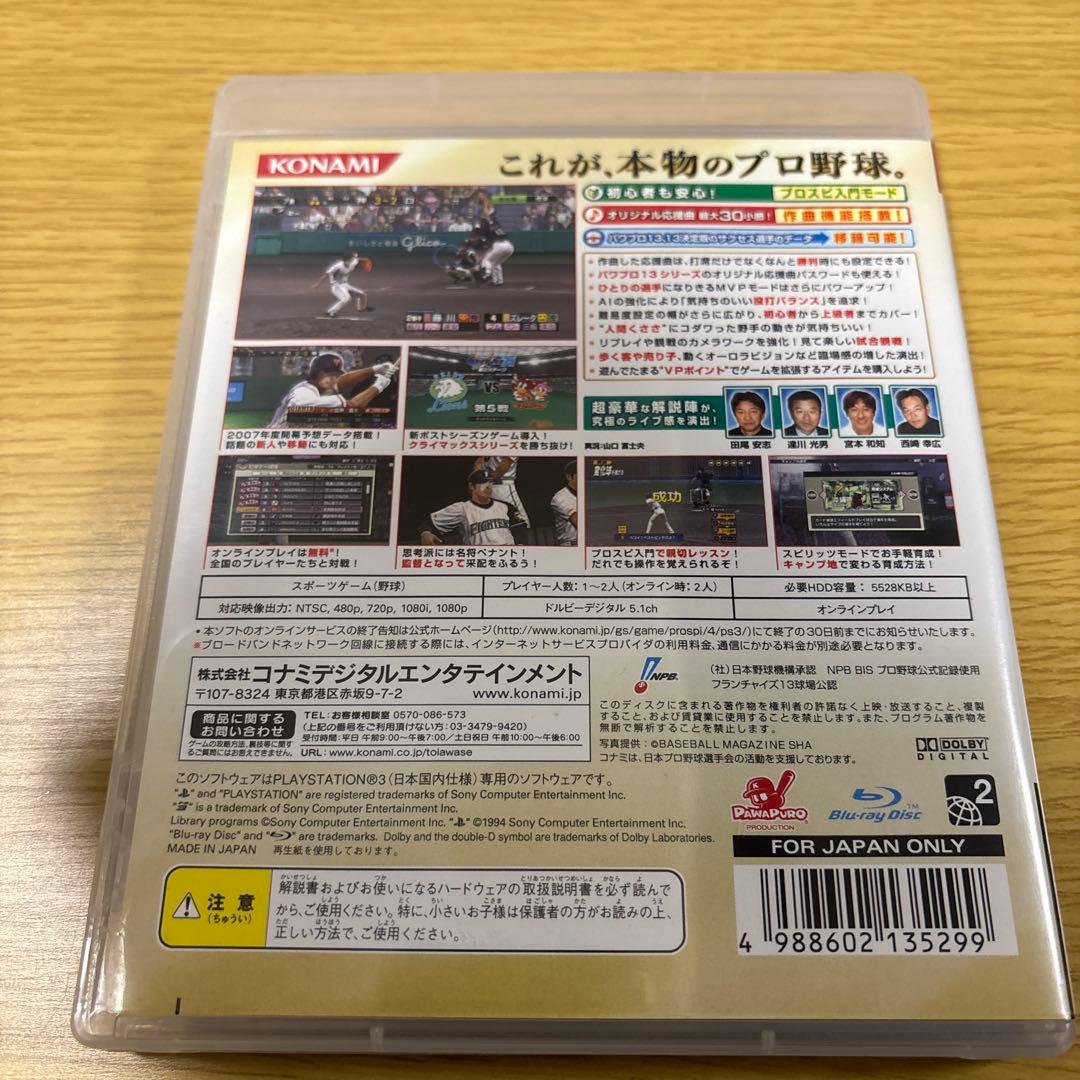 KONAMI
これが、本物のプロ野球。
初心者も安心！
プロスピ入門モード
オリジナル応援曲 最大30小節！
作曲機能搭載！
パワプロ13,13決定版のサクセス選手のデータ
移籍可能！
・作成した応援曲は、打席だけでなくなんと勝利時にも設定できる！
・パワプロ13シリーズのオリジナル応援曲パスワードも使える！
・ひとりの選手になりきるMVPモードはさらにパワーアップ！
・AIの強化により「気持ちのいい投打バランス」を追求！
・難易度設定の幅がさらに広がり、初心者から上級者までカバー！
・“人間くささ”にコダワった野手の動きが気持ちいい！
・リプレイや観戦のカメラワークを強化！見て楽しい試合観戦！
・歩く客や売り子、動くオーロラビジョンなど臨場感の増した演出！
・遊んでたまる“VPポイント”でゲームを拡張するアイテムを購入しよう！
Glico
藤川
4 ズレータ
VS
第5戦
2007年度開幕予想データ搭載！
話題の新人や移籍にも対応！
新ポストシーズンゲーム導入！
クライマックスシリーズを勝ち抜け！
超豪華な解説陣が、
究極のライブ感を演出！
実況：山口 富士夫
田尾 安志
達川 光男
宮本 和知
西崎 幸広
FIGHTERS
成功
オンラインプレイは無料※！
全国のプレイヤーたちと対戦！
思考派には名将ペナント！
監督となって采配をふるう！
プロスピ入門で親切レッスン！
だれでも操作を覚えられるぞ！
スピリッツモードでお手軽育成！
キャンプ地で変わる育成方法！
スポーツゲーム（野球）
プレイヤー人数：1～2人（オンライン時：2人）
必要HDD容量： 5528KB以上
対応映像出力：NTSC, 480p, 720p, 1080i, 1080p
ドルビーデジタル 5.1ch
オンラインプレイ
・本ソフトのオンラインサービスの終了告知は公式ホームページ（http://www.konami.jp/gs/game/prospi/4/ps3/）にて終了の30日前までにお知らせいたします。
※ブロードバンドネットワーク回線に接続する際には、インターネットサービスプロバイダの利用料金、通信にかかる料金が別途必要となります。
株式会社コナミデジタルエンタテインメント
〒107-8324 東京都港区赤坂9-7-2 www.konami.jp
商品に関する
お問い合わせ
ゲームの攻略方法、裏技等に関するご質問にはお答えできません。
TEL：お客様相談室 0570-086-573
（上記の番号をご利用頂けない方：03-3479-9420）
受付時間：平日 午前9:00～午後7:00／土日祝日 午前10:00～午後6:00
URL：www.konami.co.jp/tolawase
NPB
（社）日本野球機構承認 NPB BIS プロ野球公式記録使用
フランチャイズ13球場公認
このディスクに含まれる著作物を権利者の許諾なく上映・放送すること、複製
すること、および賃貸業に使用することを禁止します。また、プログラム著作物を
無断で解析することを禁止します。
写真提供：©BASEBALL MAGAZINE SHA
コナミは、日本プロ野球選手会の活動を支援しております。
DOLBY
DIGITAL
このソフトウェアはPLAYSTATION®3（日本国内仕様）専用のソフトウェアです。
" " and "PLAYSTATION" are registered trademarks of Sony Computer Entertainment Inc.
" " is a trademark of Sony Computer Entertainment Inc.
Library programs ©Sony Computer Entertainment Inc. " " ©1994 Sony Computer Entertainment Inc.
"Blu-ray Disc" and " " are trademarks. Dolby and the double-D symbol are trademarks of Dolby Laboratories.
MADE IN JAPAN 再生紙を使用しております。
PAWAPURO
PRODUCTION
Blu-ray Disc™
2
FOR JAPAN ONLY
注意
（ちゅうい）
解説書およびお使いになるハードウェアの取扱説明書を必ず読んで
から、ご使用ください。特に、小さいお子様は保護者の方がお読みの上、
正しい方法で、ご使用ください。
4 988602 135299